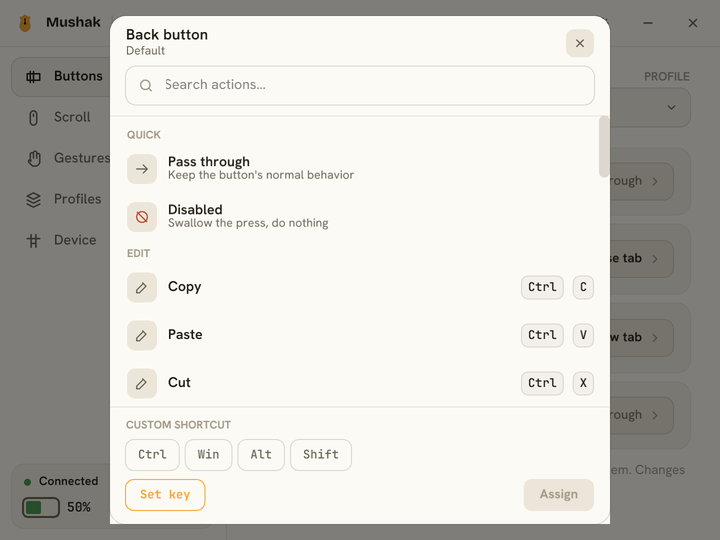 Mushak
Buttons
Scroll
Gestures
Profiles
Device
Connected
50%
PROFILE
rough
se tab
w tab
rough
em. Changes
Back button
Default
Search actions...
QUICK
Pass through
Keep the button's normal behavior
Disabled
Swallow the press, do nothing
EDIT
Copy Ctrl C
Paste Ctrl V
Cut Ctrl X
CUSTOM SHORTCUT
Ctrl Win Alt Shift
Set key Assign